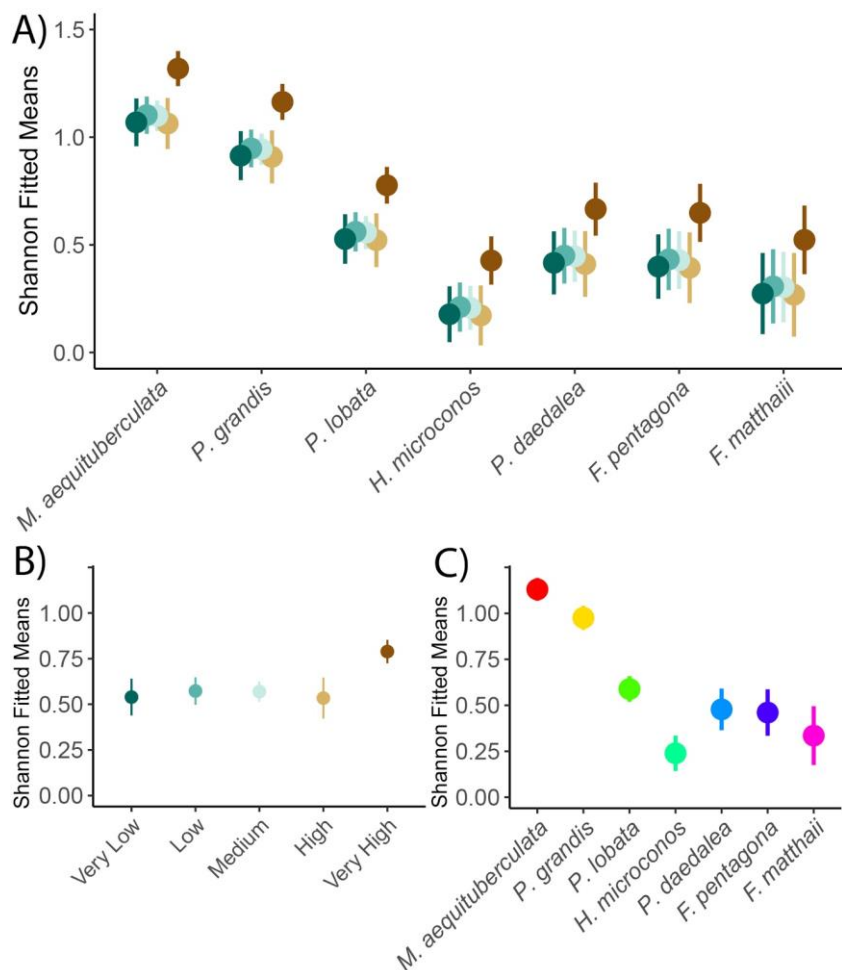 A)
Shannon Fitted Means
1.5
1.0
0.5
0.0
M. aequituberculata
P. grandis
P. lobata
H. microconos
P. daedalea
F. pentagona
F. matthaiii
B)
Shannon Fitted Means
1.00
0.75
0.50
0.25
0.00
Very Low
Low
Medium
High
Very High
C)
Shannon Fitted Means
1.00
0.75
0.50
0.25
0.00
M. aequituberculata
P. grandis
P. lobata
H. microconos
P. daedalea
F. pentagona
F. matthaii